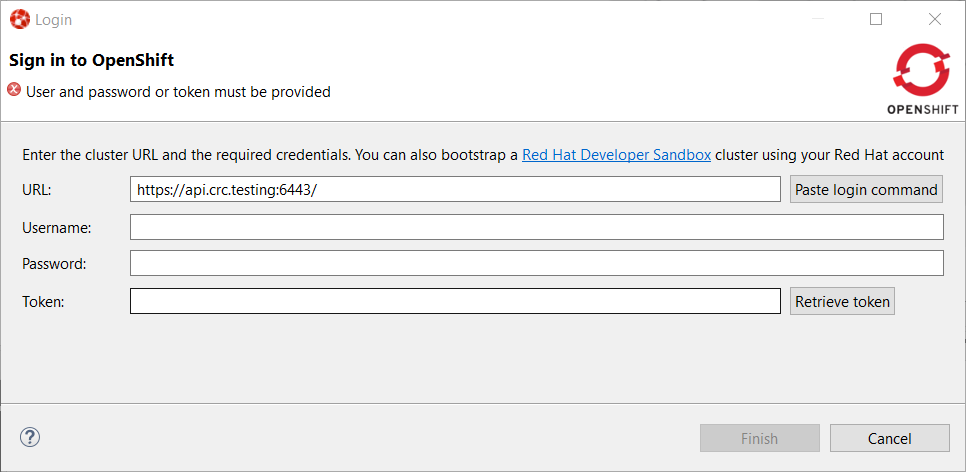 Login
Sign in to OpenShift
User and password or token must be provided
OPENSHIFT
Enter the cluster URL and the required credentials. You can also bootstrap a Red Hat Developer Sandbox cluster using your Red Hat account
URL: https://api.crc.testing:6443/ Paste login command
Username:
Password:
Token: Retrieve token
? Finish Cancel